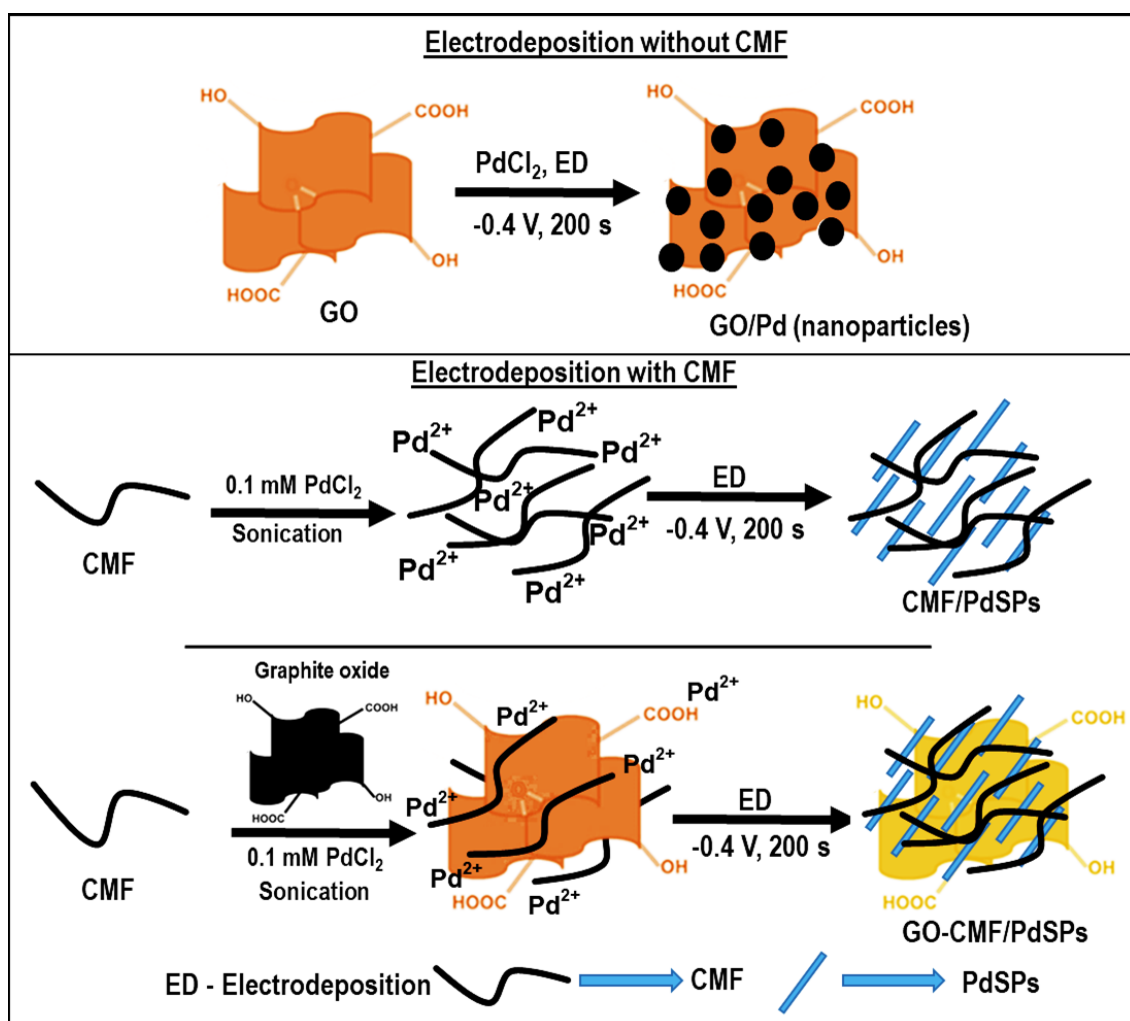 Electrodeposition without CMF
HO
COOH
PdCl₂, ED
-0.4 V, 200 s
OH
HOOC
GO
HO
COOH
OH
HOOC
GO/Pd (nanoparticles)
Electrodeposition with CMF
CMF
0.1 mM PdCl₂
Sonication
Pd²⁺
Pd²⁺
Pd²⁺
Pd²⁺
Pd²⁺
Pd²⁺
Pd²⁺
ED
-0.4 V, 200 s
CMF/PdSPs
CMF
Graphite oxide
HO
COOH
OH
HOOC
0.1 mM PdCl₂
Sonication
HO
Pd²⁺
Pd²⁺
COOH
Pd²⁺
Pd²⁺
Pd²⁺
OH
HOOC
Pd²⁺
ED
-0.4 V, 200 s
HO
COOH
OH
HOOC
GO-CMF/PdSPs
ED - Electrodeposition
CMF
PdSPs